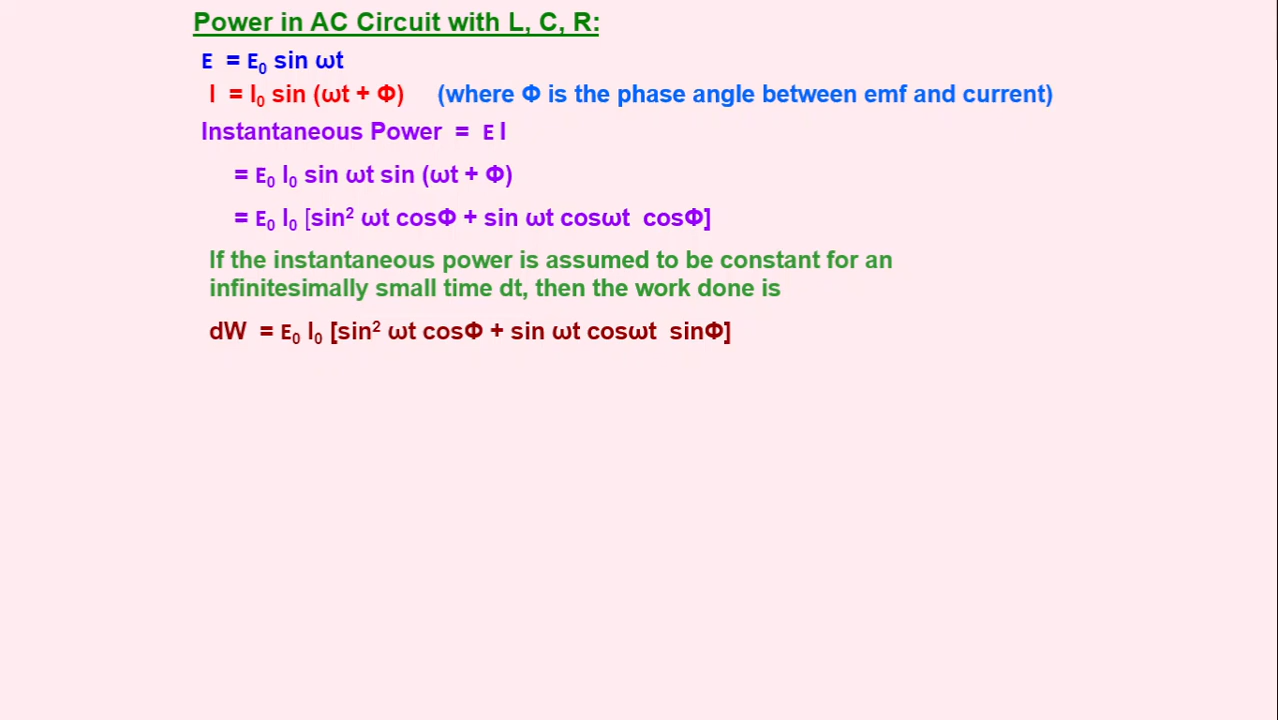 Power in AC Circuit with L, C, R:
E = E₀ sin ωt
I = I₀ sin (ωt + Φ) (where Φ is the phase angle between emf and current)
Instantaneous Power = E I
= E₀ I₀ sin ωt sin (ωt + Φ)
= E₀ I₀ [sin² ωt cosΦ + sin ωt cosωt cosΦ]
If the instantaneous power is assumed to be constant for an
infinitesimally small time dt, then the work done is
dW = E₀ I₀ [sin² ωt cosΦ + sin ωt cosωt sinΦ]